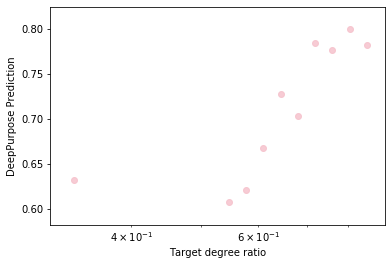 0.80
0.75
0.70
0.65
0.60
DeepPurpose Prediction
4 × 10⁻¹
6 × 10⁻¹
Target degree ratio